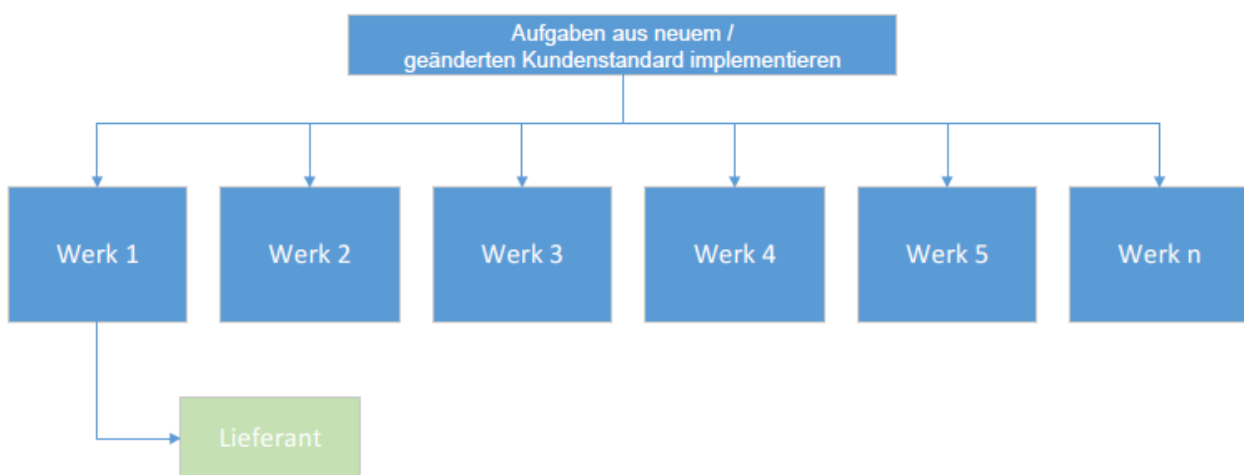 Aufgaben aus neuem /
geänderten Kundenstandard implementieren
Werk 1
Werk 2
Werk 3
Werk 4
Werk 5
Werk n
Lieferant